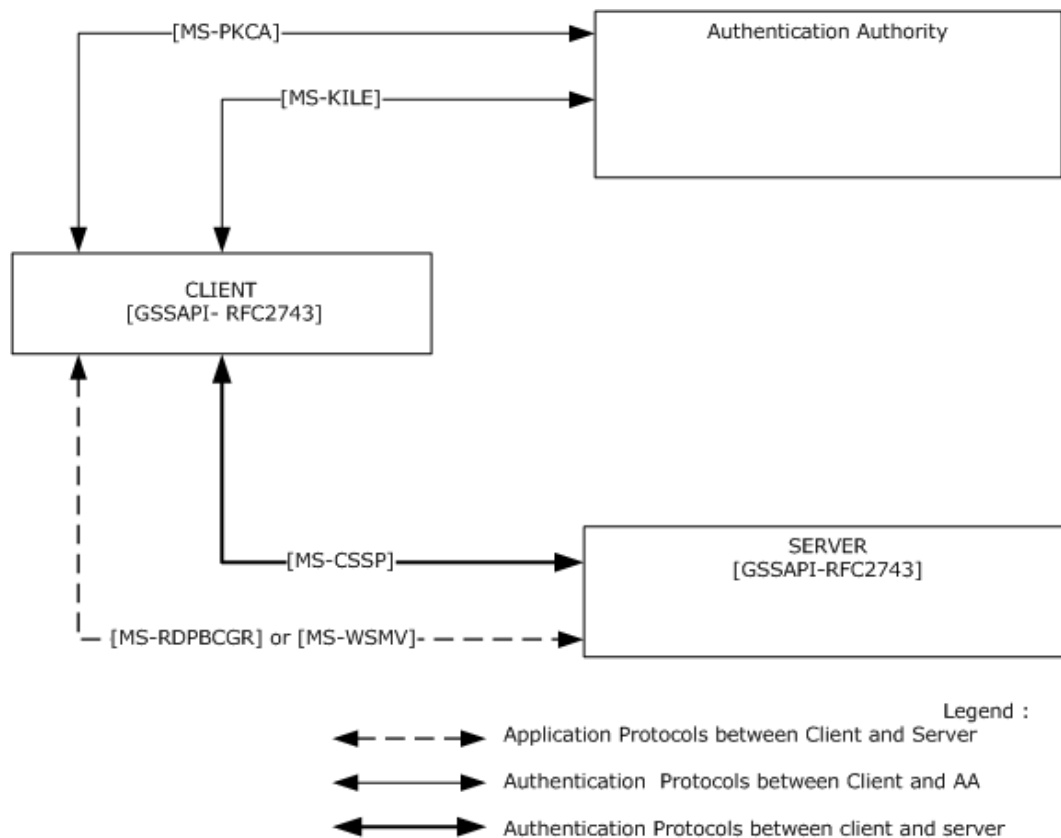 [MS-PKCA]
Authentication Authority
[MS-KILE]
CLIENT
[GSSAPI- RFC2743]
[MS-CSSP]
SERVER
[GSSAPI-RFC2743]
[MS-RDPBCGR] or [MS-WSMV]
Legend :
Application Protocols between Client and Server
Authentication Protocols between Client and AA
Authentication Protocols between client and server